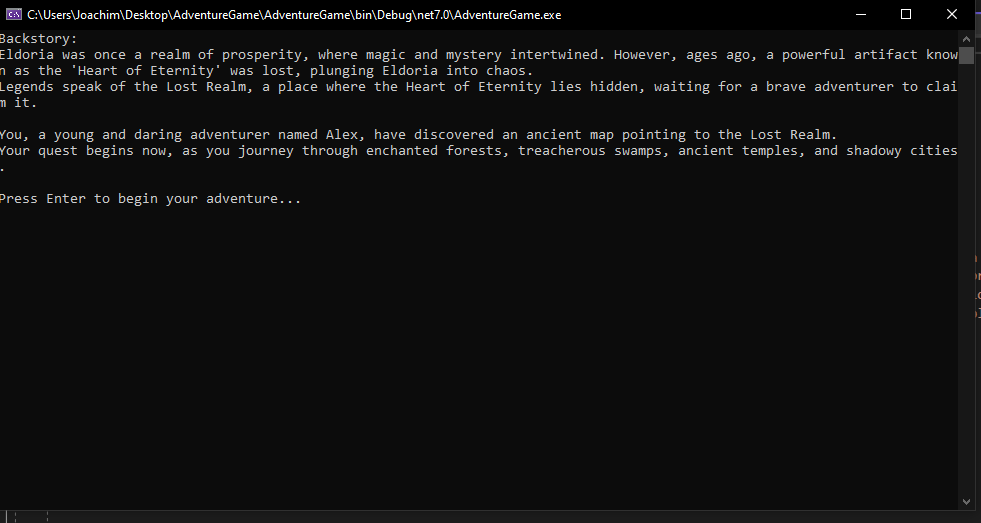 C:\Users\Joachim\Desktop\AdventureGame\AdventureGame\bin\Debug\net7.0\AdventureGame.exe
Backstory:
Eldoria was once a realm of prosperity, where magic and mystery intertwined. However, ages ago, a powerful artifact know
n as the 'Heart of Eternity' was lost, plunging Eldoria into chaos.
Legends speak of the Lost Realm, a place where the Heart of Eternity lies hidden, waiting for a brave adventurer to clai
m it.
You, a young and daring adventurer named Alex, have discovered an ancient map pointing to the Lost Realm.
Your quest begins now, as you journey through enchanted forests, treacherous swamps, ancient temples, and shadowy cities
.
Press Enter to begin your adventure...